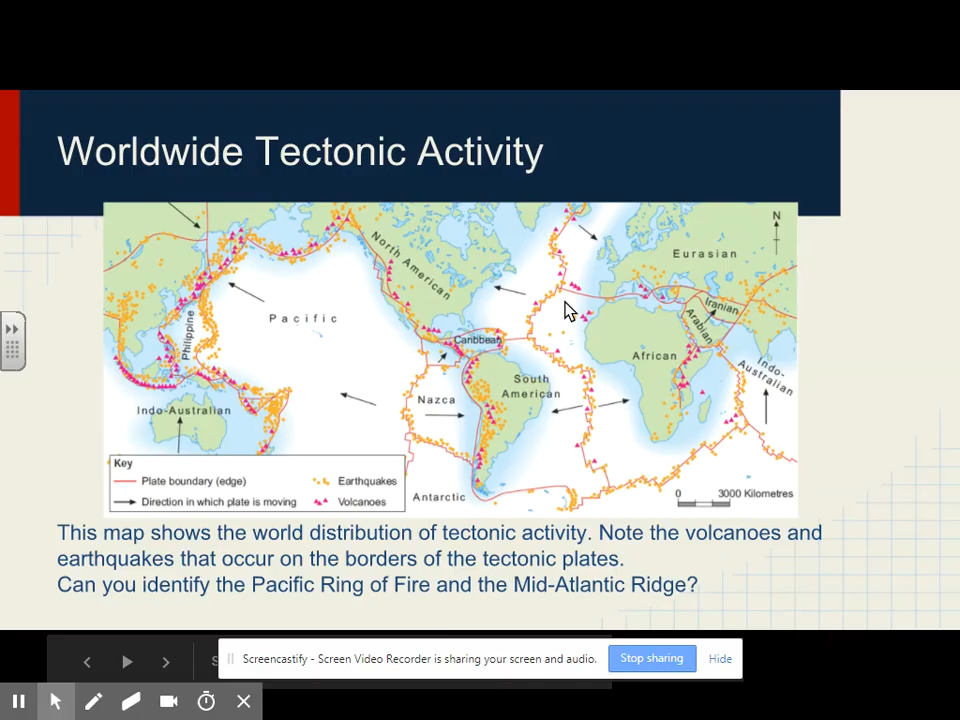 Worldwide Tectonic Activity
N
North American
Eurasian
Pacific
Philippine
Caribbean
Iranian
Arabian
African
Indo-Australian
South American
Nazca
Indo-Australian
Antarctic
Key
Plate boundary (edge)
Earthquakes
Direction in which plate is moving
Volcanoes
0 3000 Kilometres
This map shows the world distribution of tectonic activity. Note the volcanoes and
earthquakes that occur on the borders of the tectonic plates.
Can you identify the Pacific Ring of Fire and the Mid-Atlantic Ridge?
Screencastify - Screen Video Recorder is sharing your screen and audio.
Stop sharing
Hide